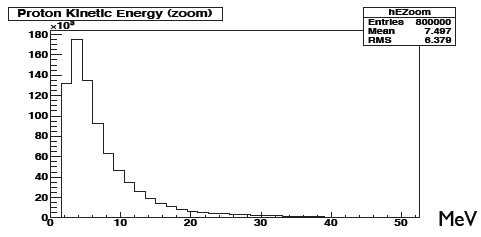 Proton Kinetic Energy (zoom)
hEZoom
Entries 800000
Mean 7.497
RMS 6.379
×10³
180
160
140
120
100
80
60
40
20
0
0 10 20 30 40 50
MeV